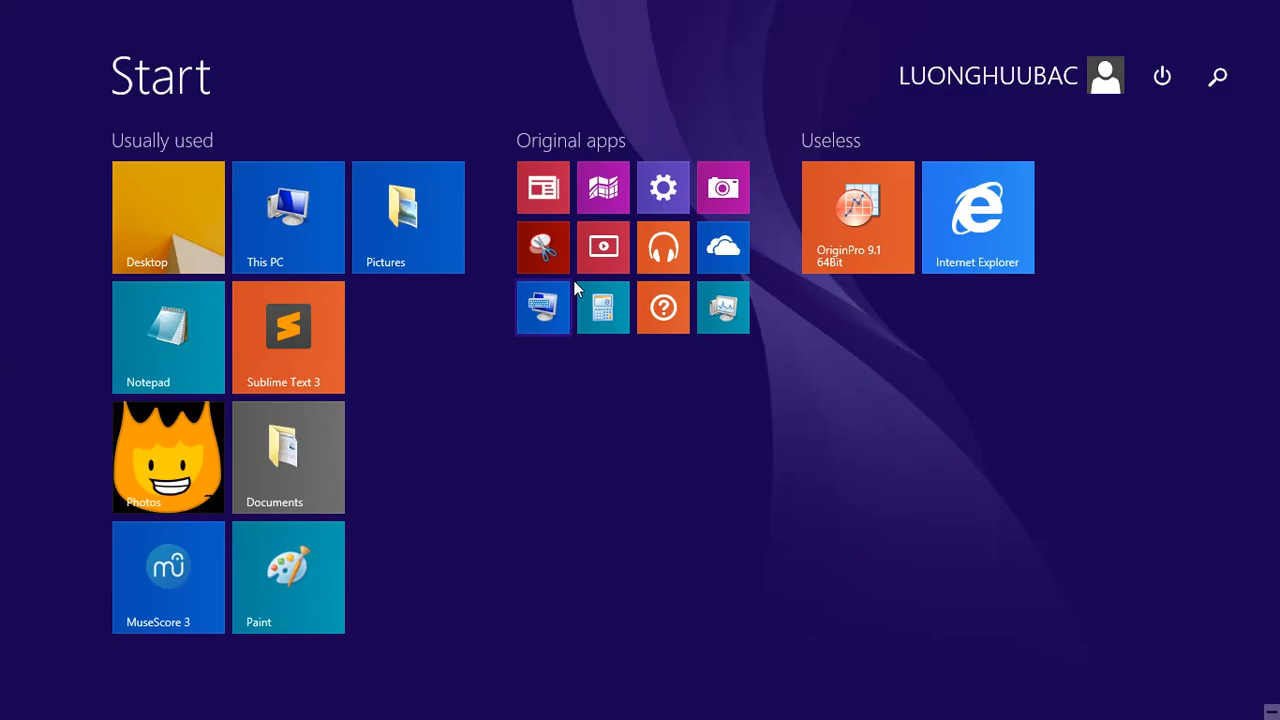 Start
LUONGHUUBAC
Usually used
Original apps
Useless
Desktop
This PC
Pictures
OriginPro 9.1
64Bit
Internet Explorer
Notepad
Sublime Text 3
Photos
Documents
MuseScore 3
Paint